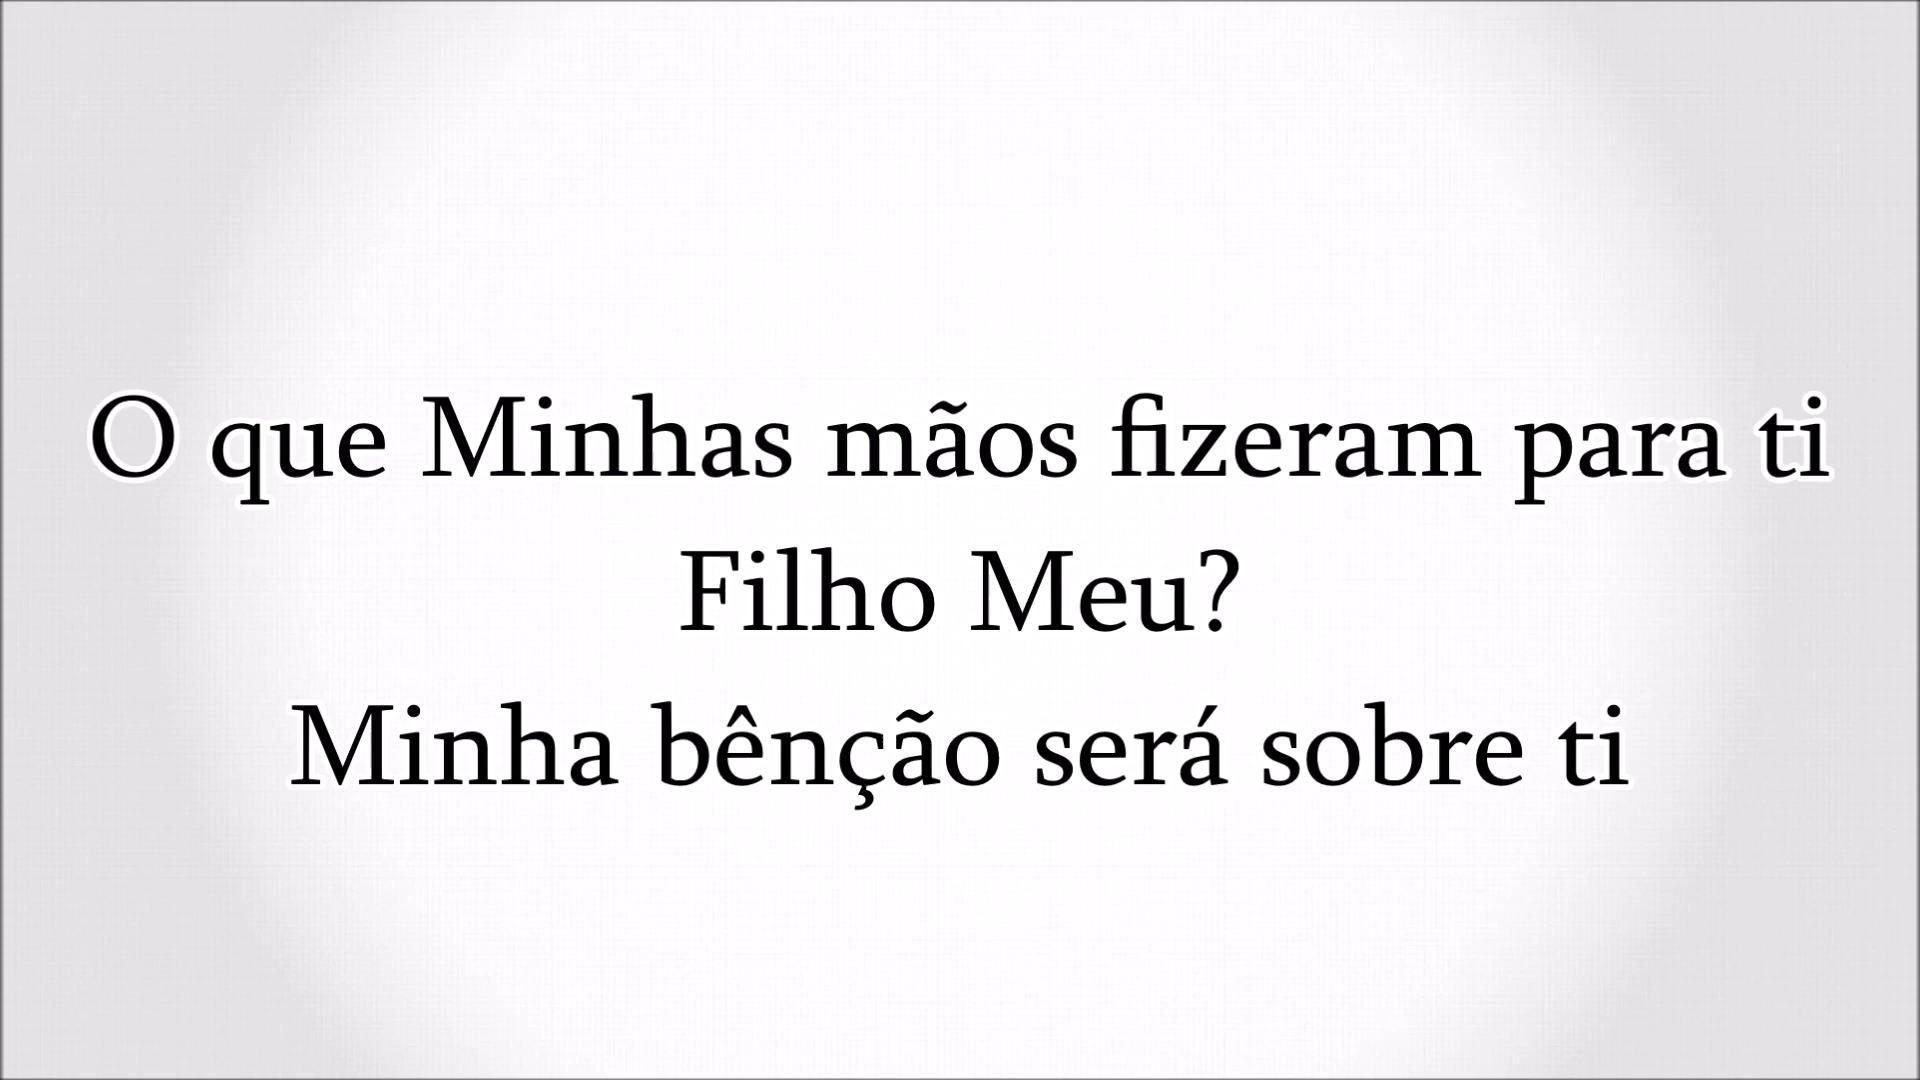 O que Minhas mãos fizeram para ti
Filho Meu?
Minha bênção será sobre ti